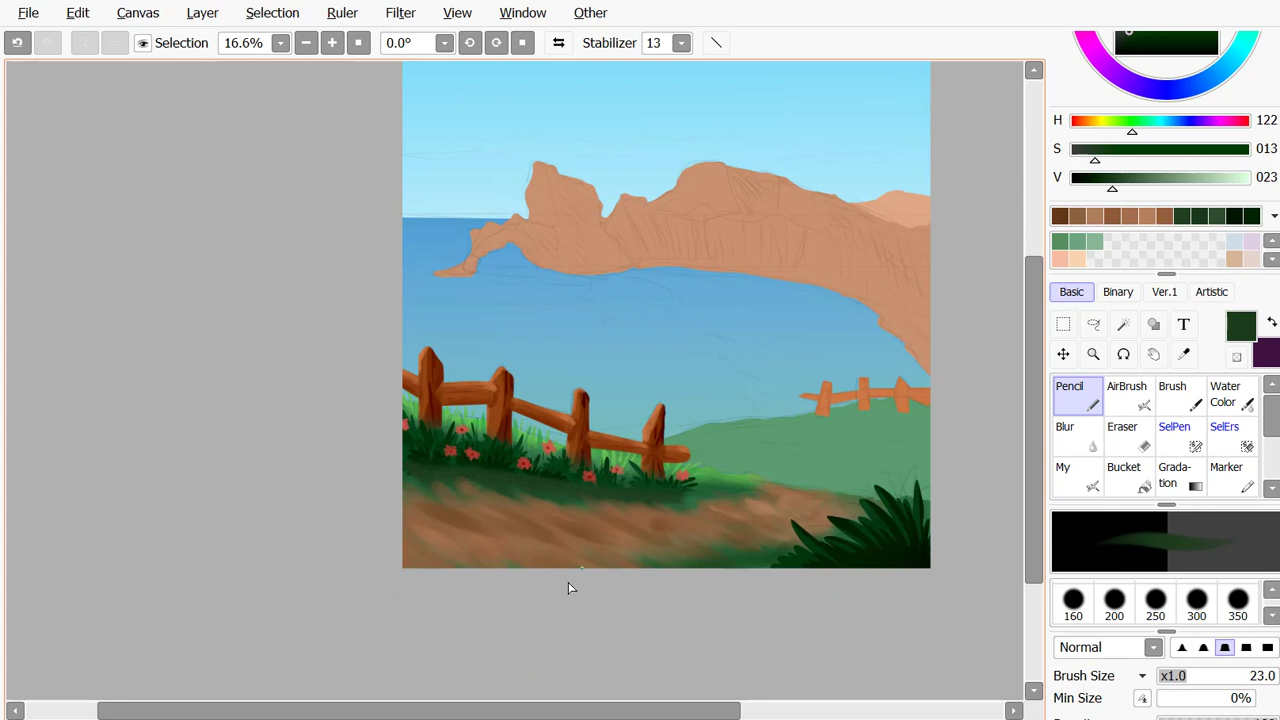 File Edit Canvas Layer Selection Ruler Filter View Window Other
Selection 16.6% 0.0° Stabilizer 13
H 122
S 013
V 023
Basic Binary Ver.1 Artistic
T
Pencil AirBrush Brush Water Color
Blur Eraser SelPen SelErs
My Bucket Grada-tion Marker
160 200 250 300 350
Normal
Brush Size x1.0 23.0
Min Size 0%